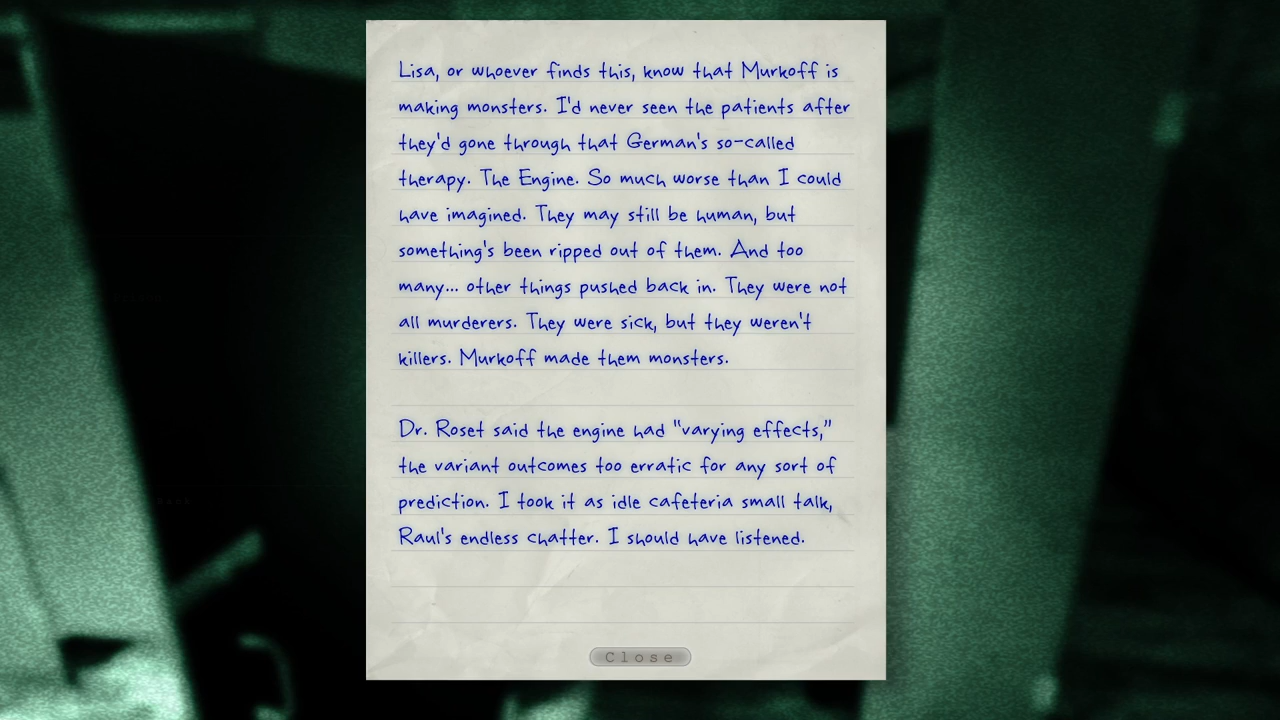 Lisa, or whoever finds this, know that Murkoff is
making monsters. I'd never seen the patients after
they'd gone through that German's so-called
therapy. The Engine. So much worse than I could
have imagined. They may still be human, but
something's been ripped out of them. And too
many... other things pushed back in. They were not
all murderers. They were sick, but they weren't
killers. Murkoff made them monsters.
Dr. Roset said the engine had "varying effects,"
the variant outcomes too erratic for any sort of
prediction. I took it as idle cafeteria small talk,
Raul's endless chatter. I should have listened.
Close